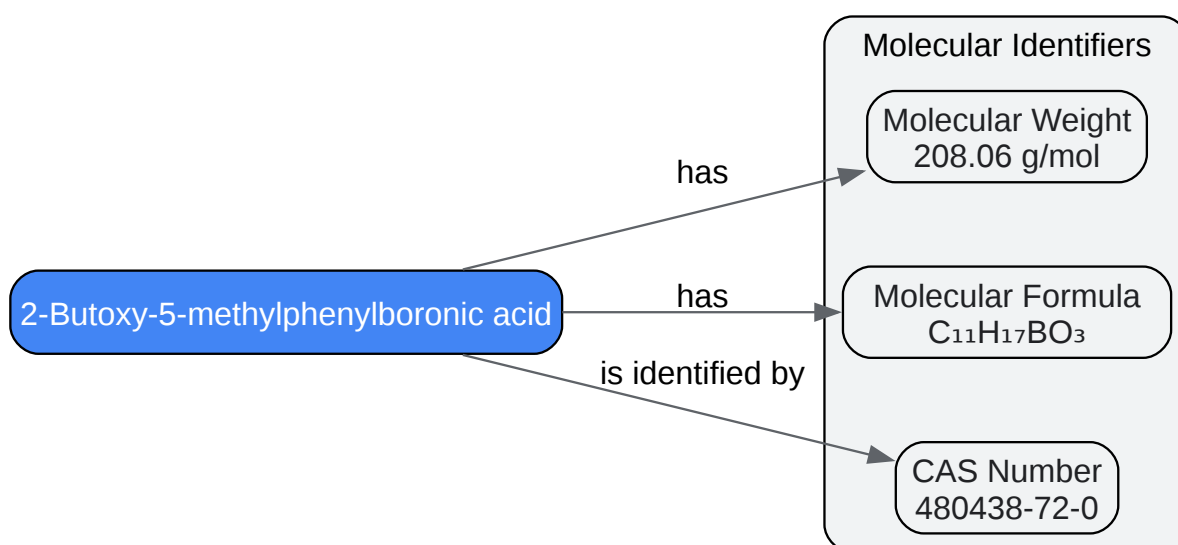 Molecular Identifiers
Molecular Weight
208.06 g/mol
has
2-Butoxy-5-methylphenylboronic acid
has
Molecular Formula
C₁₁H₁₇BO₃
is identified by
CAS Number
480438-72-0